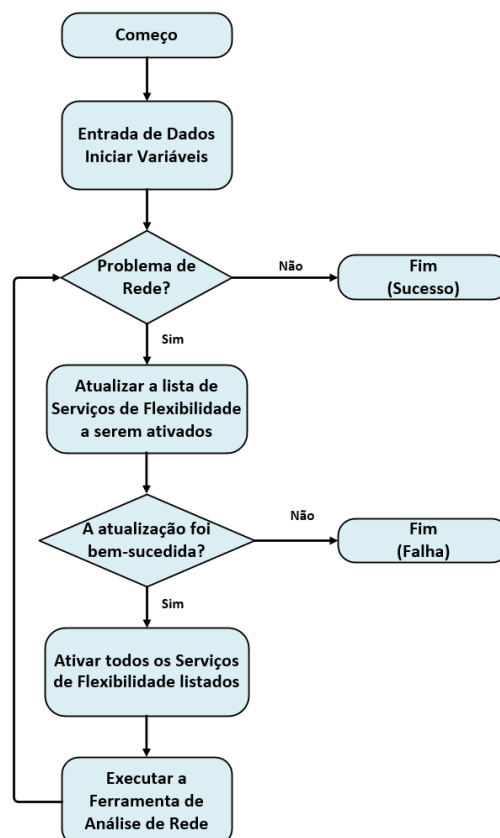 Começo
Entrada de Dados
Iniciar Variáveis
Problema de
Rede?
Não
Fim
(Sucesso)
Sim
Atualizar a lista de
Serviços de Flexibilidade
a serem ativados
A atualização foi
bem-sucedida?
Não
Fim
(Falha)
Sim
Ativar todos os Serviços
de Flexibilidade listados
Executar a
Ferramenta de
Análise de Rede